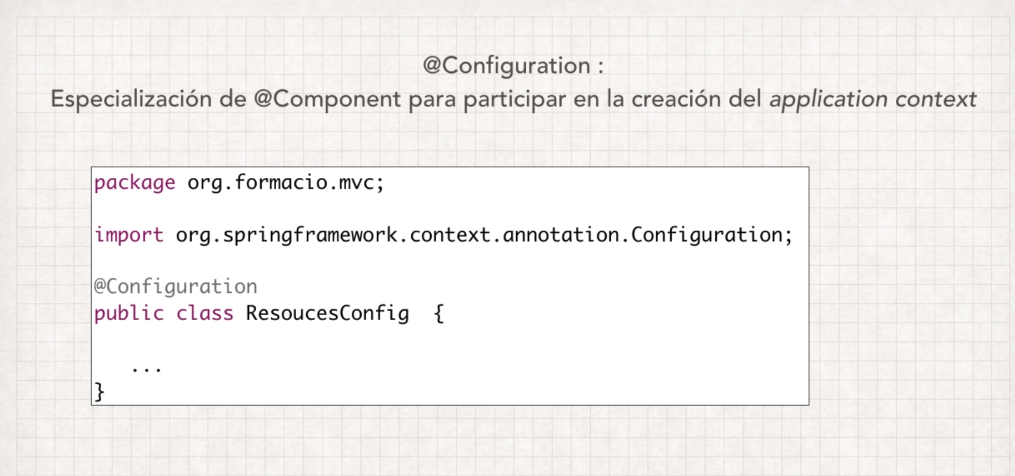 @Configuration :
Especialización de @Component para participar en la creación del application context
package org.formacio.mvc;
import org.springframework.context.annotation.Configuration;
@Configuration
public class ResoucesConfig  {
...
}